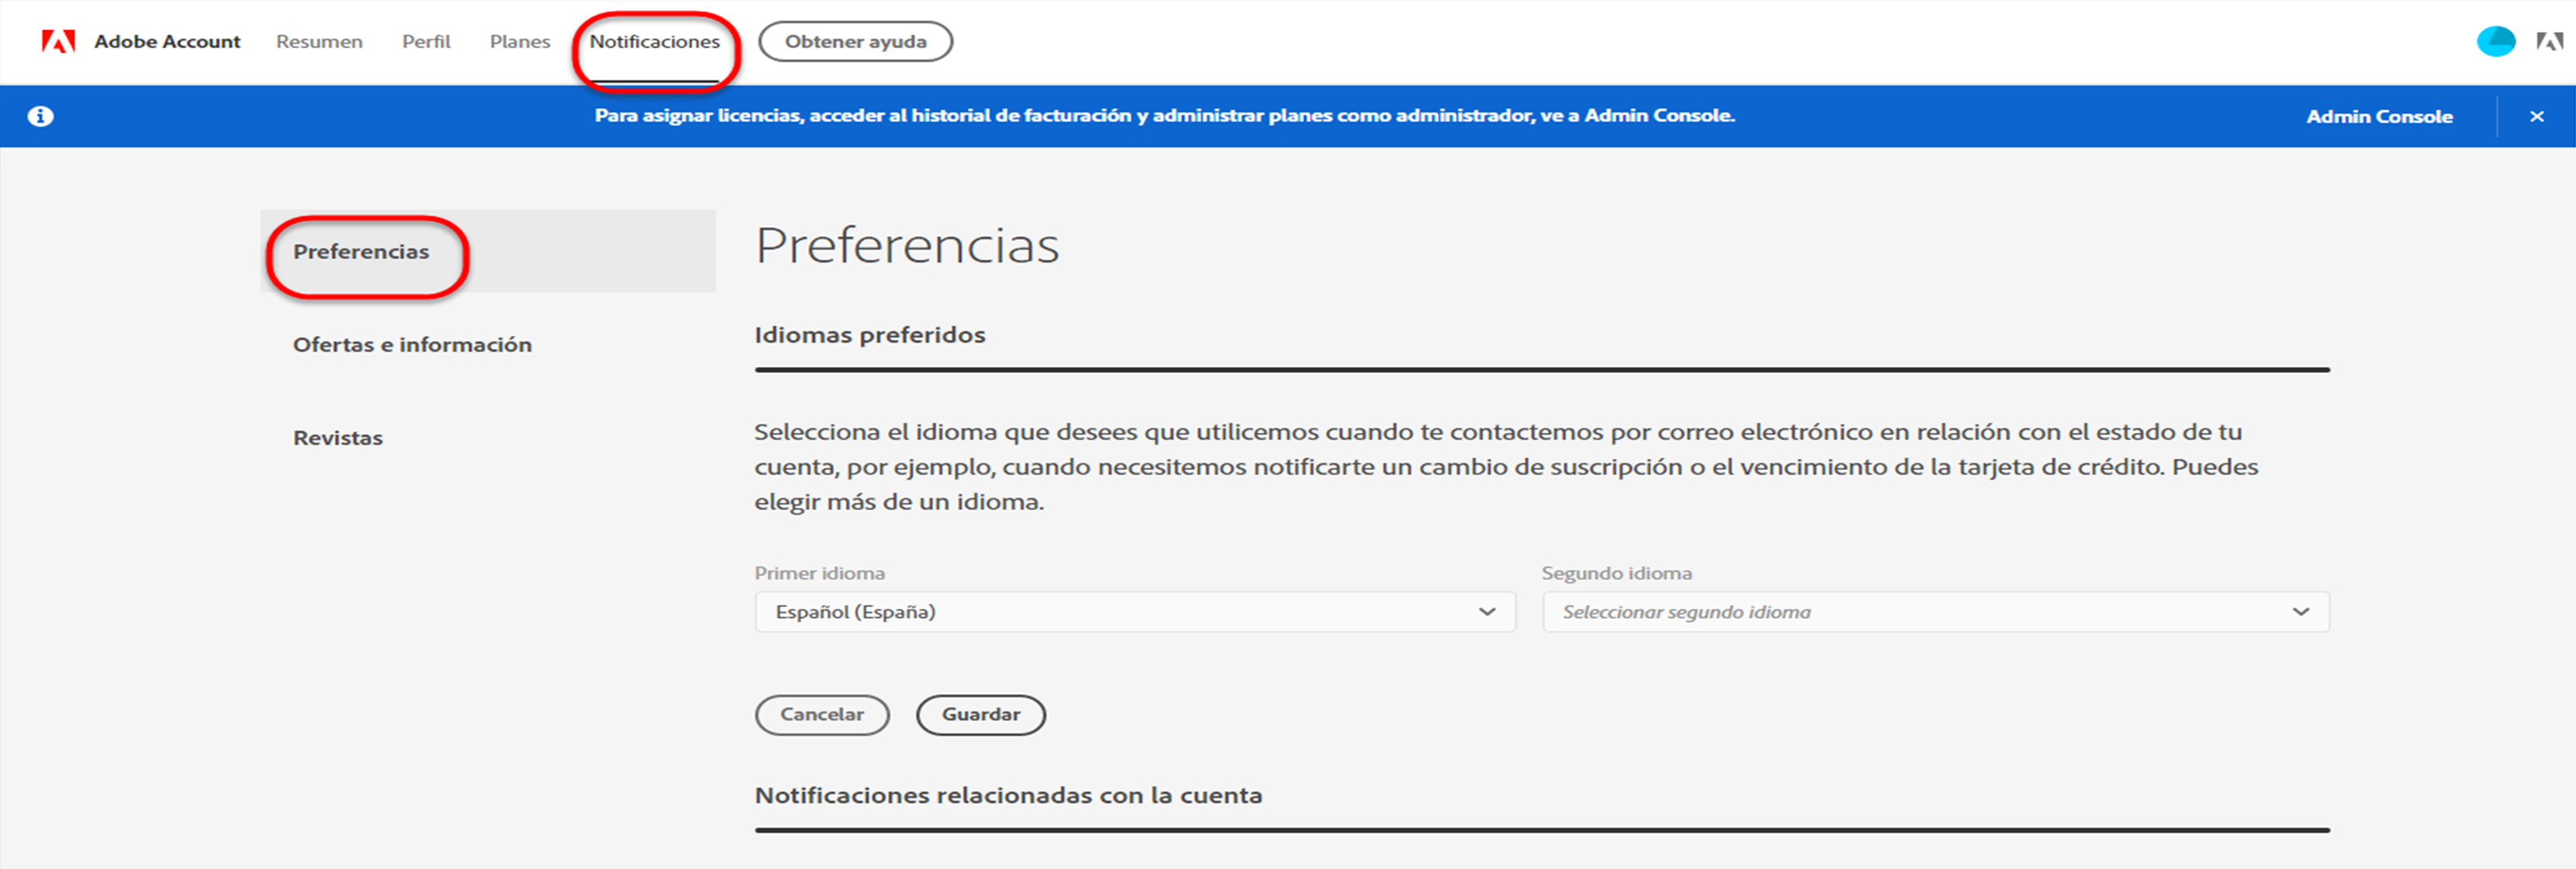 Adobe Account Resumen Perfil Planes Notificaciones Obtener ayuda
Para asignar licencias, acceder al historial de facturación y administrar planes como administrador, ve a Admin Console. Admin Console
Preferencias
Ofertas e información
Revistas
Preferencias
Idiomas preferidos
Selecciona el idioma que desees que utilicemos cuando te contactemos por correo electrónico en relación con el estado de tu
cuenta, por ejemplo, cuando necesitemos notificarte un cambio de suscripción o el vencimiento de la tarjeta de crédito. Puedes
elegir más de un idioma.
Primer idioma Segundo idioma
Español (España) Seleccionar segundo idioma
Cancelar Guardar
Notificaciones relacionadas con la cuenta